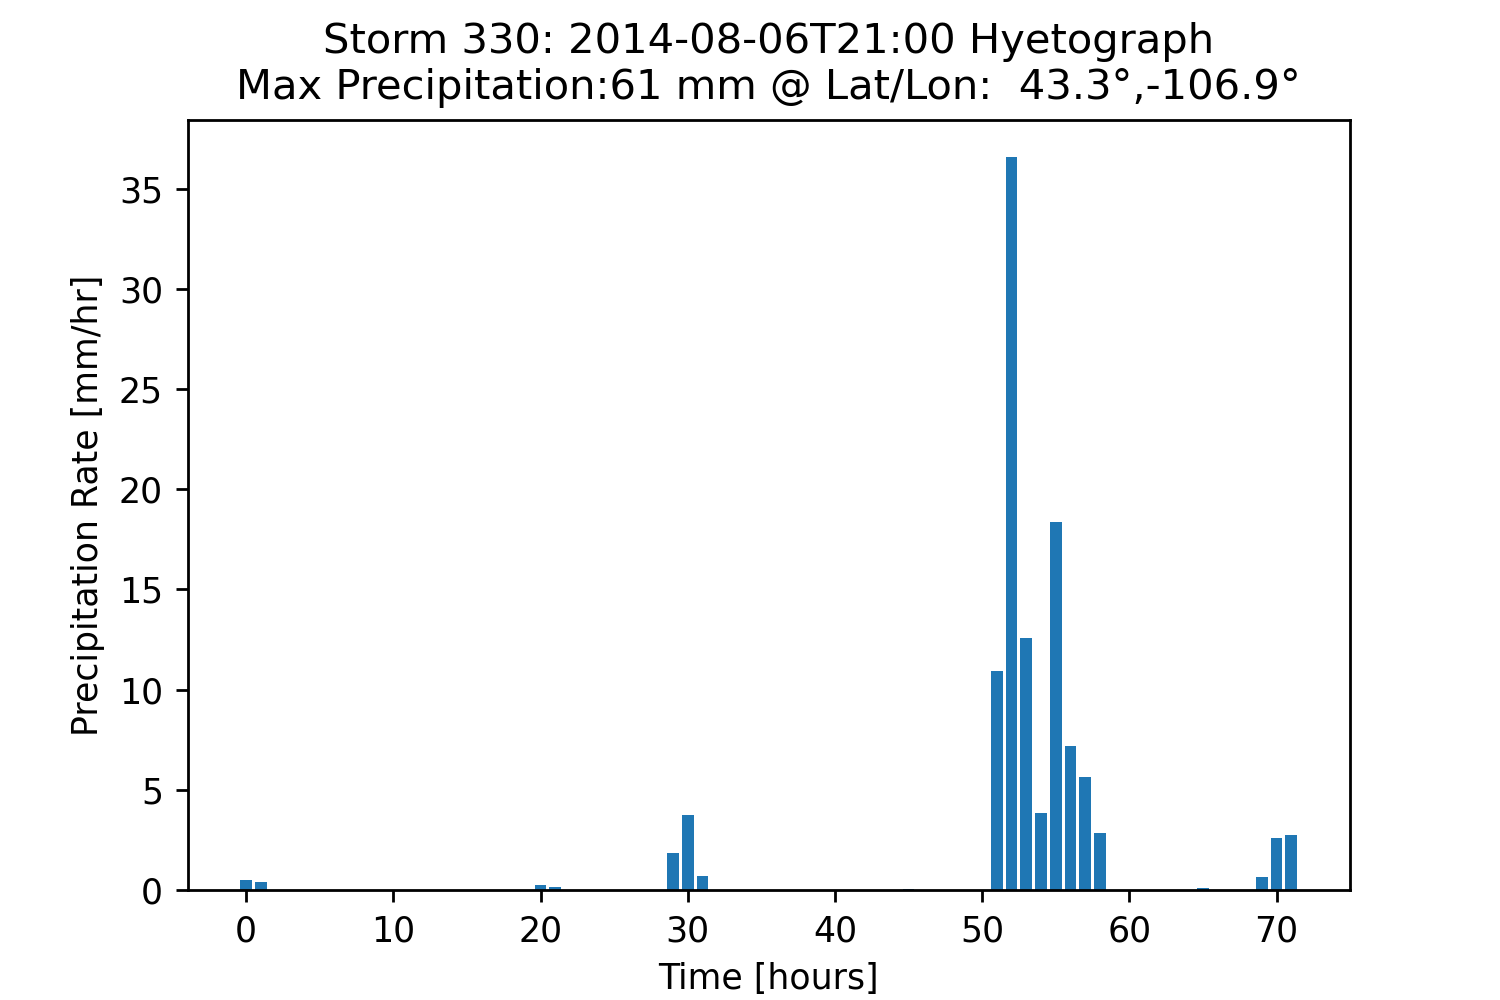 Storm 330: 2014-08-06T21:00 Hyetograph
Max Precipitation:61 mm @ Lat/Lon:  43.3°,-106.9°
Precipitation Rate [mm/hr]
35
30
25
20
15
10
5
0
0 10 20 30 40 50 60 70
Time [hours]